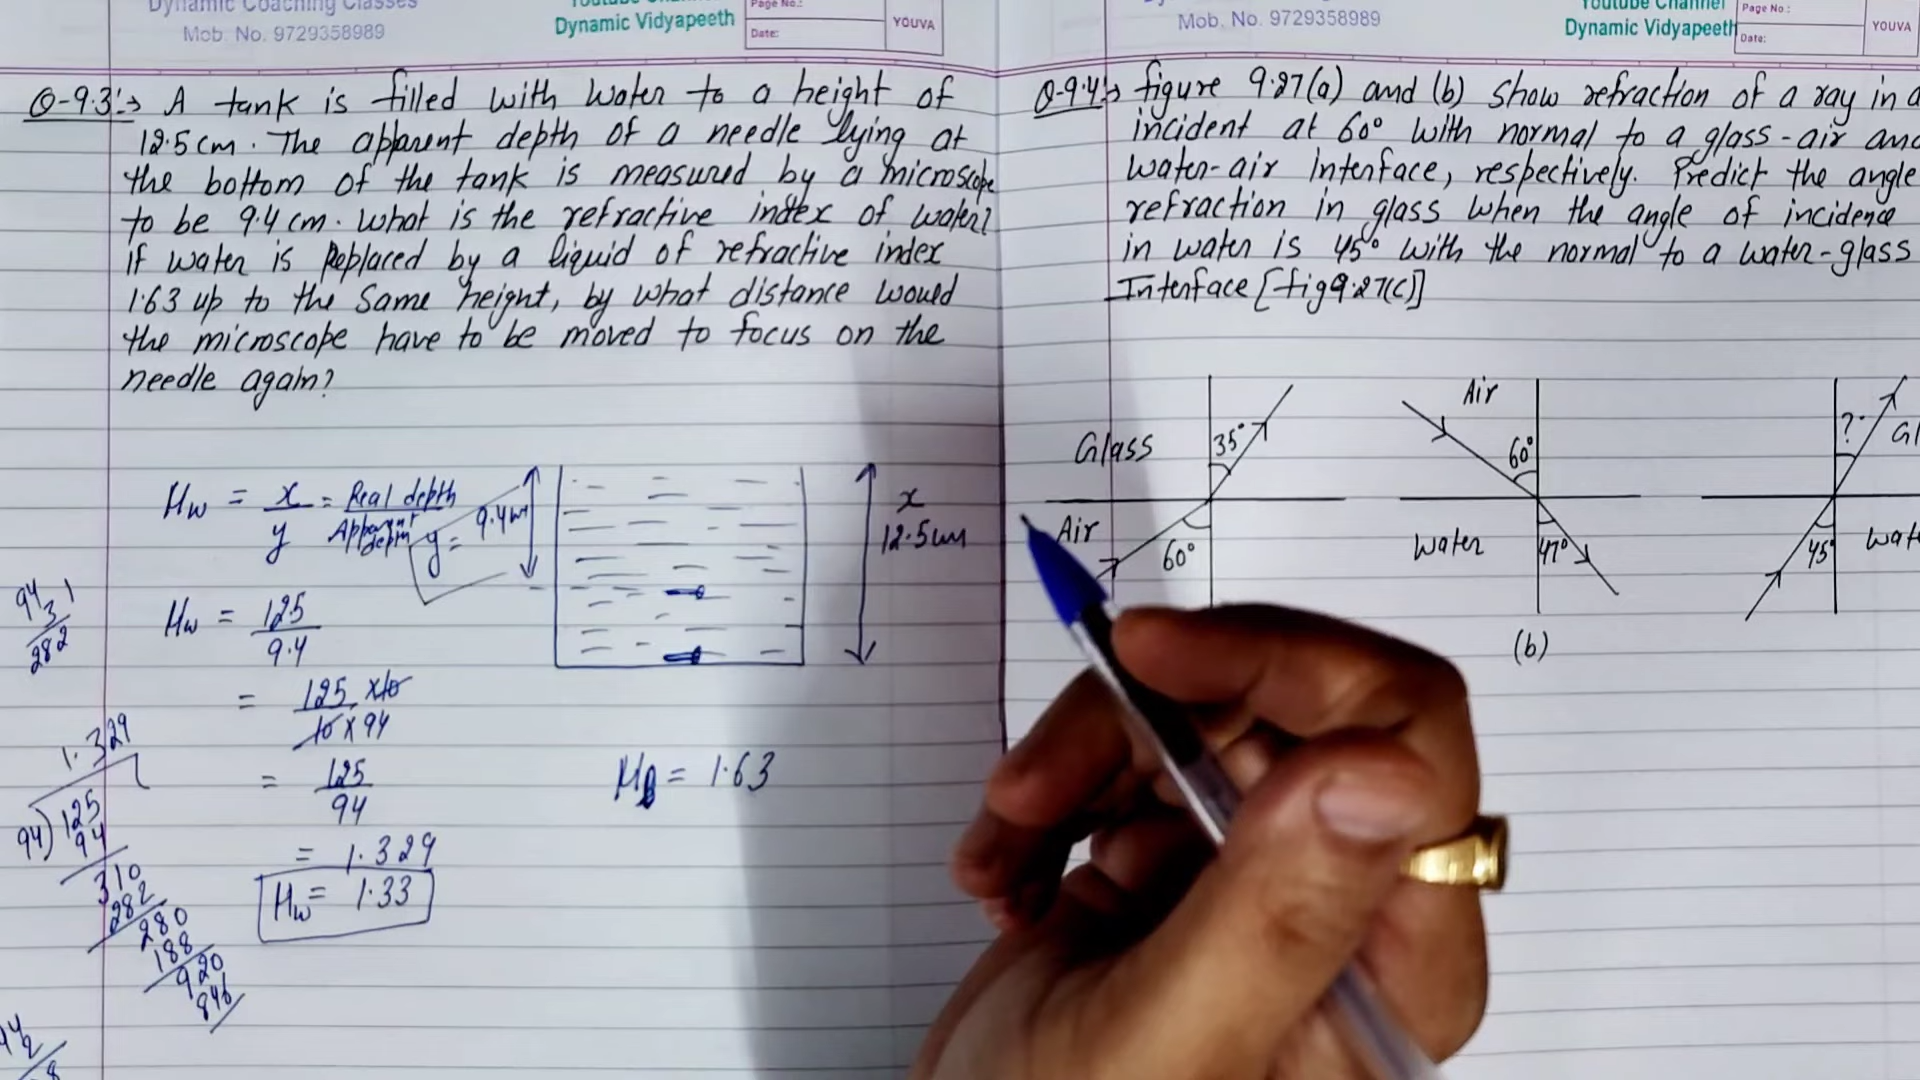 Dynamic Coaching Classes
Mob. No. 9729358989
Youtube Channel
Dynamic Vidyapeeth
Page No.:
Date:
YOUVA
Q-9.3:→ A tank is filled with water to a height of
12.5cm. The apparent depth of a needle lying at
the bottom of the tank is measured by a microscope
to be 9.4cm. What is the refractive index of water?
if water is Replaced by a liquid of refractive index
1.63 up to the same height, by what distance would
the microscope have to be moved to focus on the
needle again?
μw = x/y = Real depth/Apparent depth
y = 9.4cm
x
12.5cm
μw = 12.5/9.4
= 125 × 10/10 × 94
= 125/94
= 1.329
μw = 1.33
μl = 1.63
94
3
282
1.329
94)125
94
310
282
280
188
920
846
Mob. No. 9729358989
Youtube Channel
Dynamic Vidyapeeth
Page No.:
Date:
YOUVA
Q-9.4:→ figure 9.27(a) and (b) show refraction of a ray in
incident at 60° with normal to a glass-air
water-air interface, respectively. Predict the angle
refraction in glass when the angle of incidence
in water is 45° with the normal to a water-glass
Interface [fig9.27(c)]
Glass
35°
Air
60°
Air
60°
Water
47°
(b)
?
45°